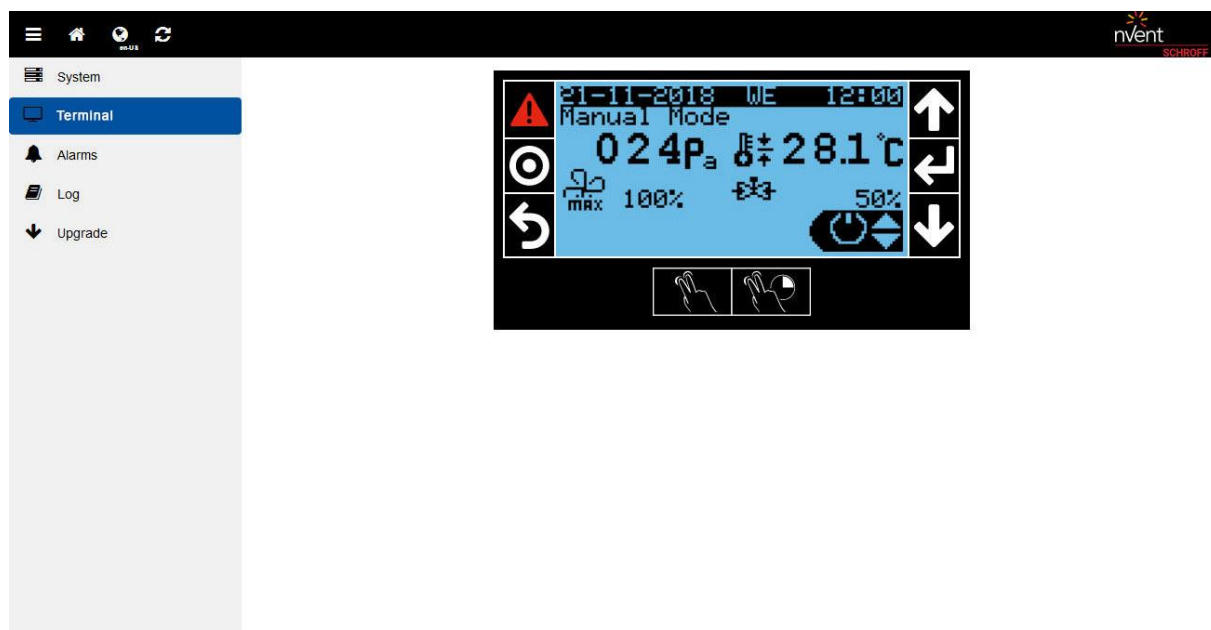 en-US
nvent
SCHROFF
System
Terminal
Alarms
Log
Upgrade
21-11-2018 WE 12:00
Manual Mode
024Pa 28.1°C
max 100% 50%